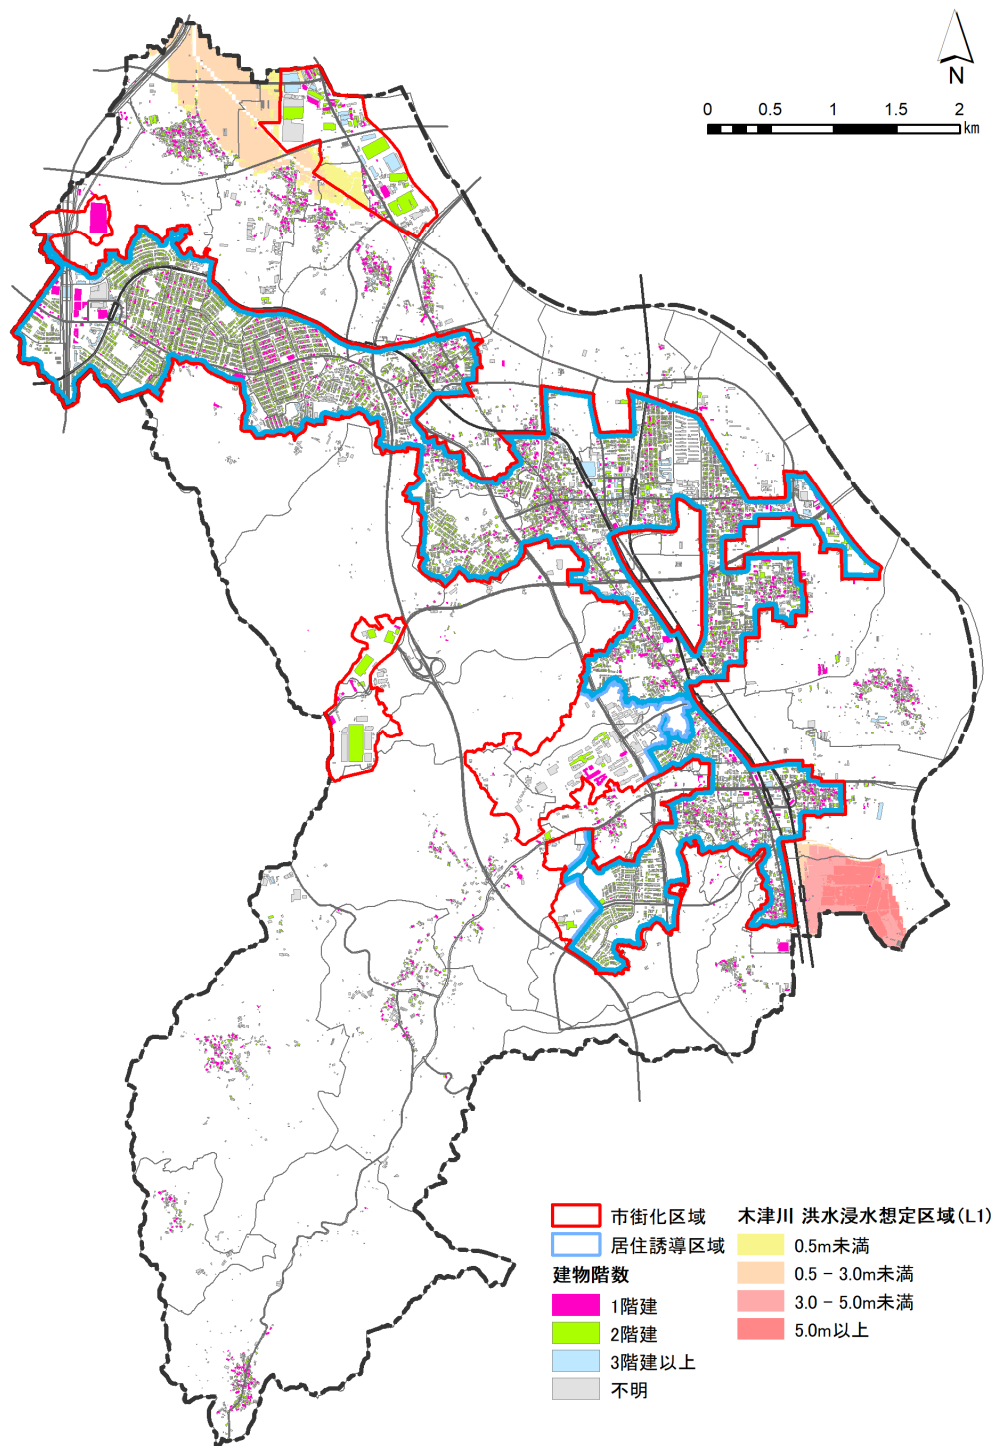 N
0 0.5 1 1.5 2
km
市街化区域
居住誘導区域
建物階数
1階建
2階建
3階建以上
不明
木津川 洪水浸水想定区域(L1)
0.5m未満
0.5 - 3.0m未満
3.0 - 5.0m未満
5.0m以上